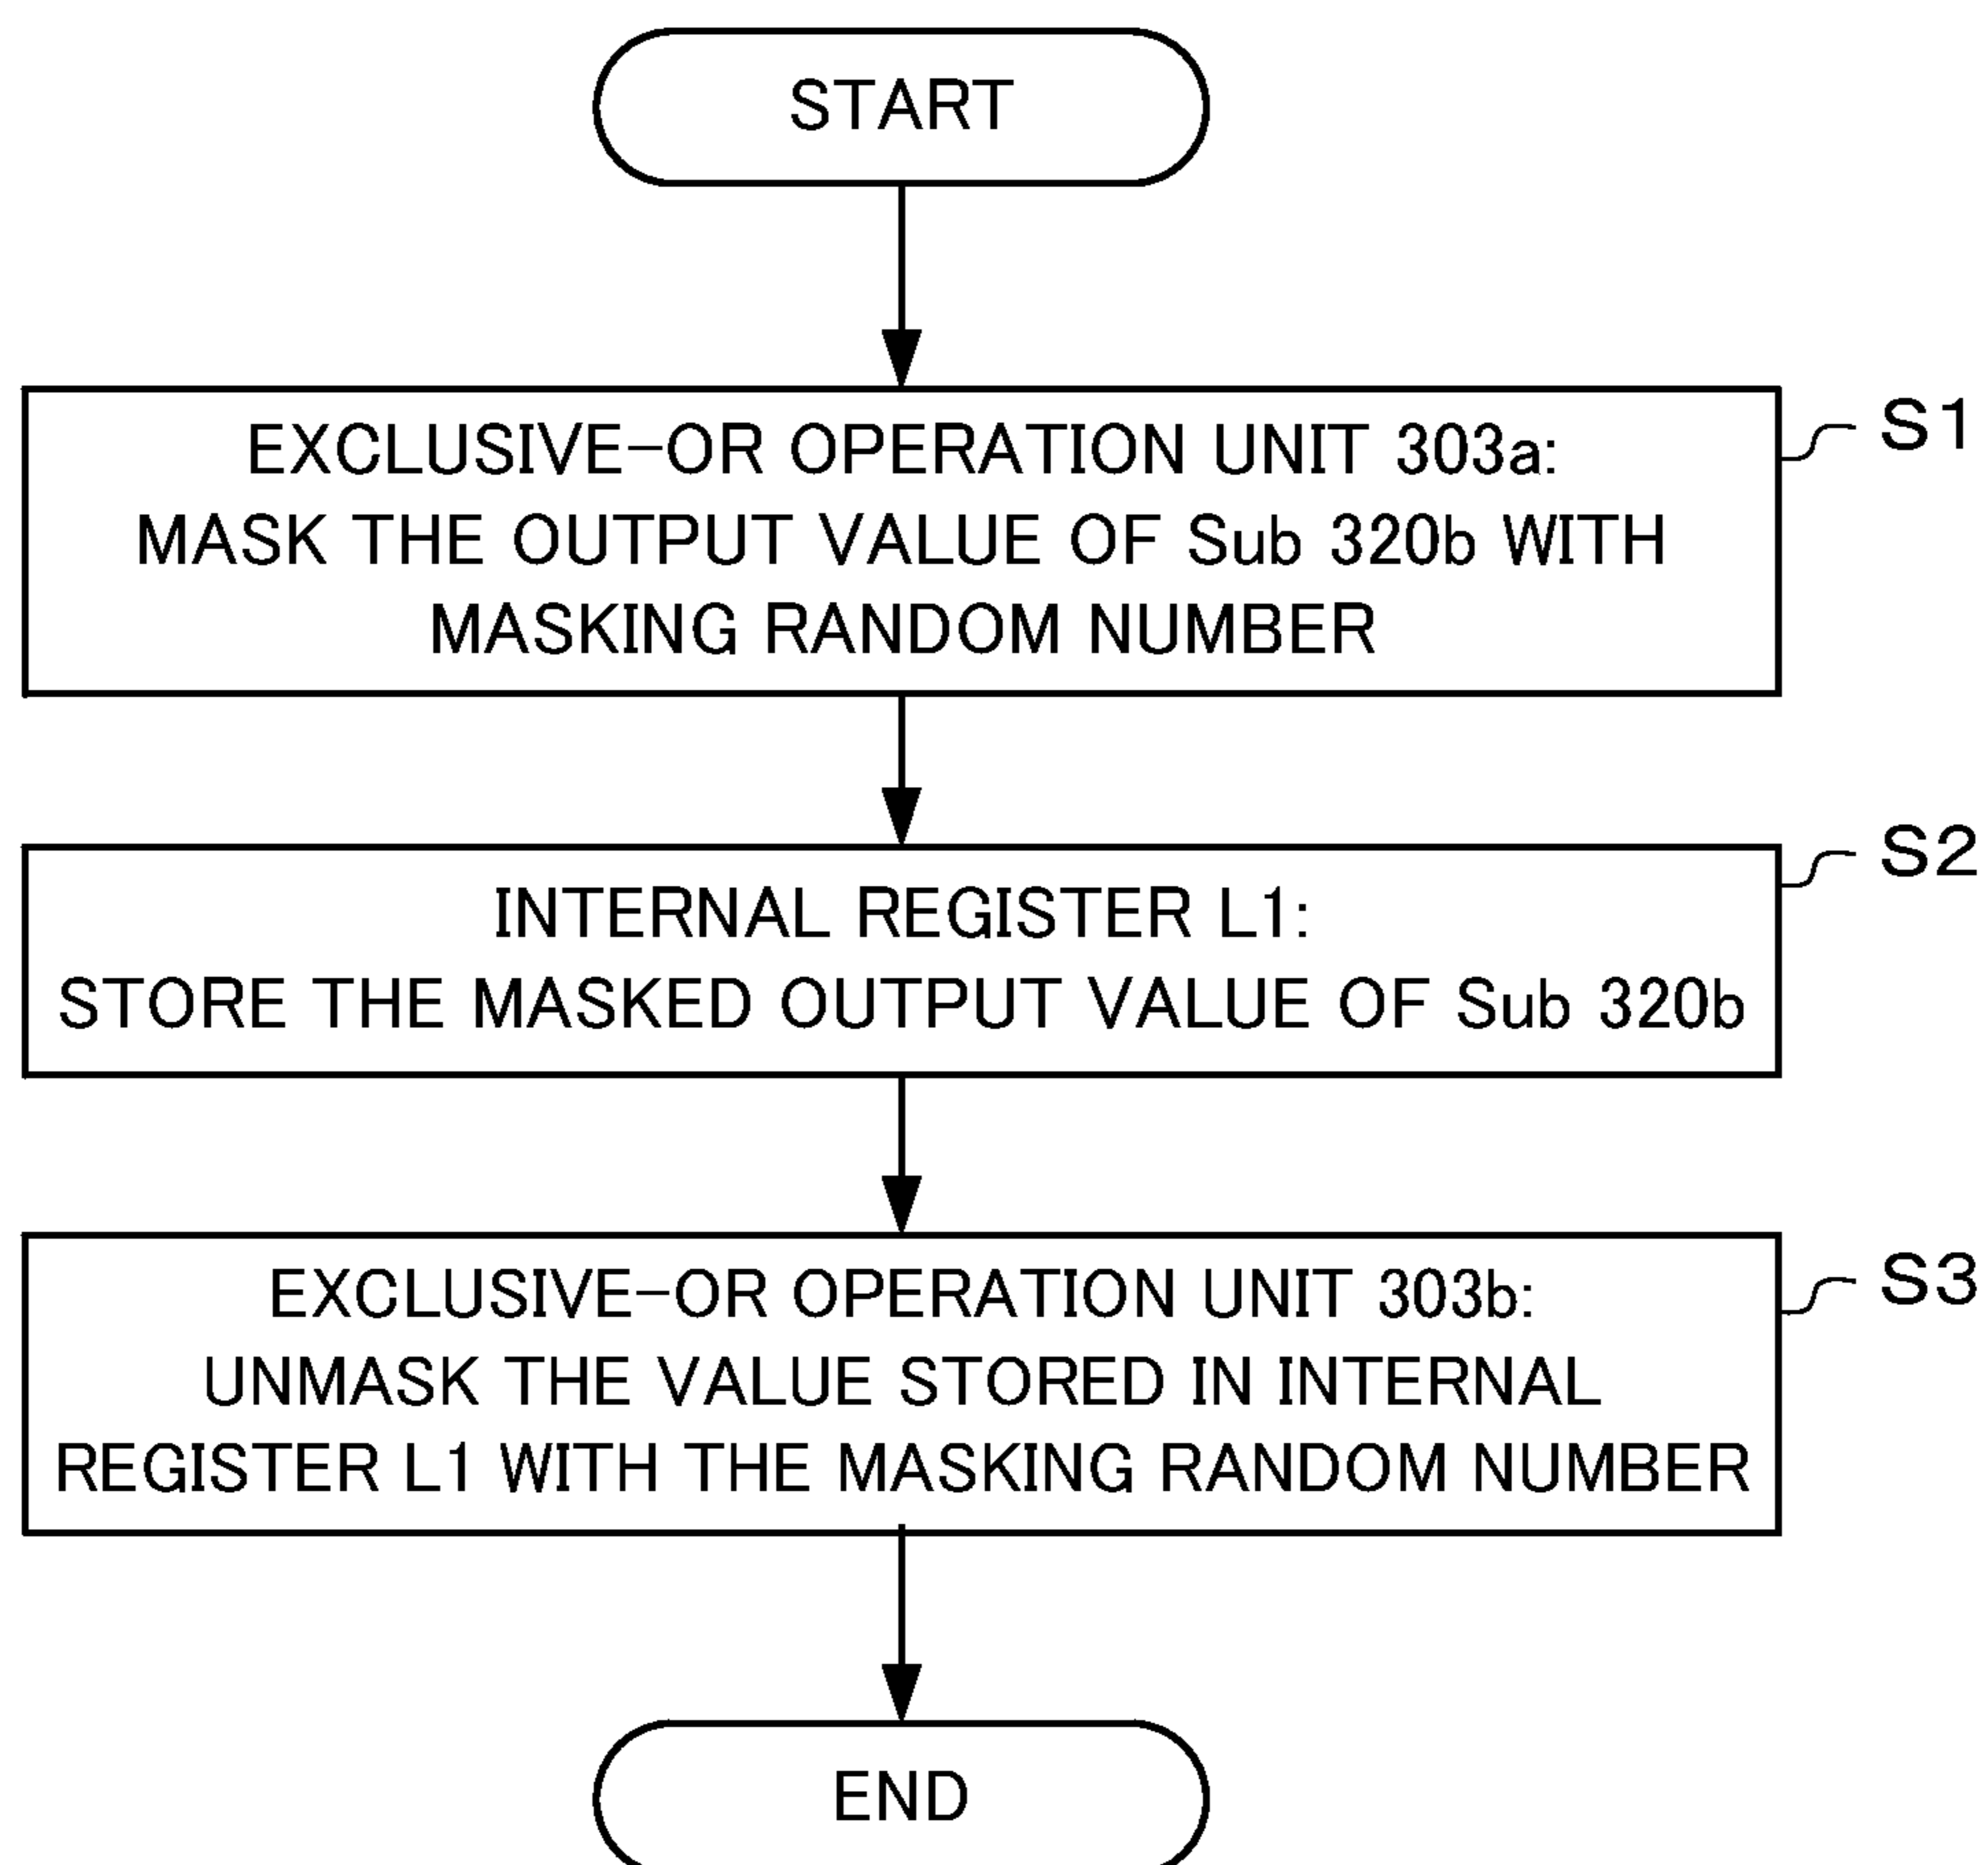 START
EXCLUSIVE-OR OPERATION UNIT 303a:
MASK THE OUTPUT VALUE OF Sub 320b WITH
MASKING RANDOM NUMBER
S1
INTERNAL REGISTER L1:
STORE THE MASKED OUTPUT VALUE OF Sub 320b
S2
EXCLUSIVE-OR OPERATION UNIT 303b:
UNMASK THE VALUE STORED IN INTERNAL
REGISTER L1 WITH THE MASKING RANDOM NUMBER
S3
END